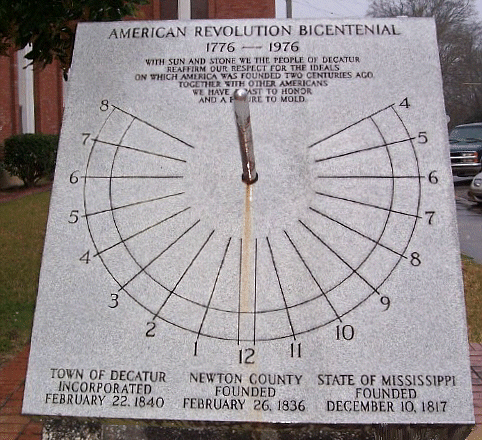 AMERICAN REVOLUTION BICENTENNIAL
1776 — 1976
WITH SUN AND STONE WE THE PEOPLE OF DECATUR
REAFFIRM OUR RESPECT FOR THE IDEALS
ON WHICH AMERICA WAS FOUNDED TWO CENTURIES AGO.
TOGETHER WITH OTHER AMERICANS
WE HAVE A PAST TO HONOR
AND A FUTURE TO MOLD.
8 4
7 5
6 6
5 7
4 8
3 9
2 10
1 12 11
TOWN OF DECATUR
INCORPORATED
FEBRUARY 22, 1840
NEWTON COUNTY
FOUNDED
FEBRUARY 26, 1836
STATE OF MISSISSIPPI
FOUNDED
DECEMBER 10, 1817